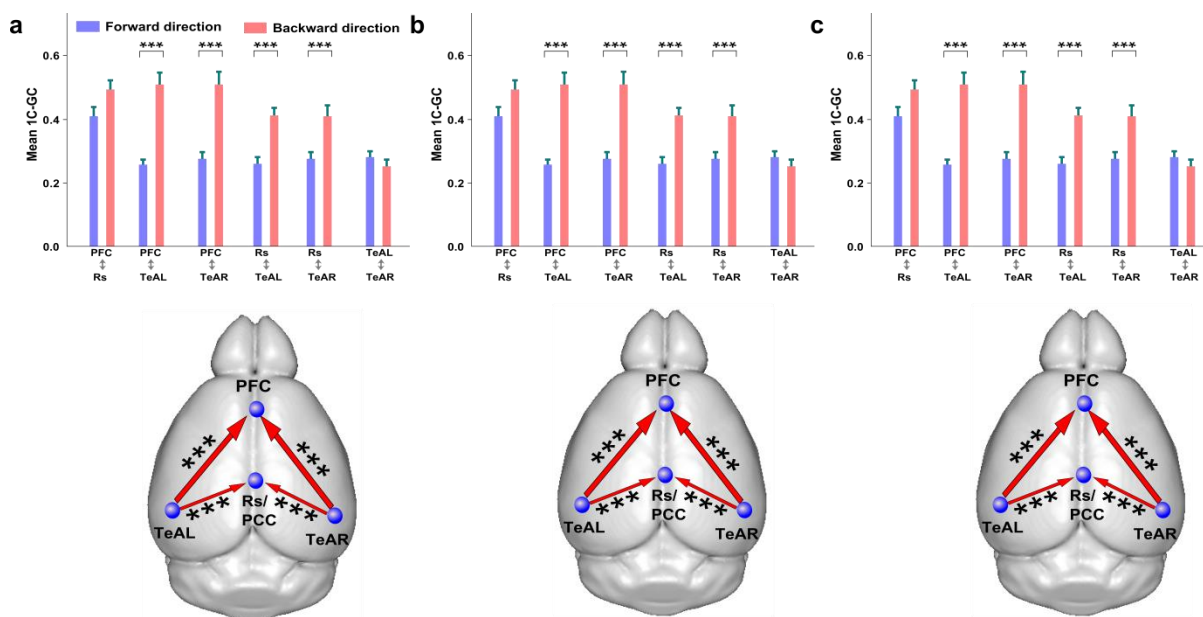 a
Forward direction
Backward direction
Mean 1C-GC
0.6
0.4
0.2
0.0
*** *** *** ***
PFC PFC PFC Rs Rs TeAL
Rs TeAL TeAR TeAL TeAR TeAR
PFC
Rs/
PCC
TeAL
TeAR
*** *** *** ***
b
Mean 1C-GC
0.6
0.4
0.2
0.0
*** *** *** ***
PFC PFC PFC Rs Rs TeAL
Rs TeAL TeAR TeAL TeAR TeAR
PFC
Rs/
PCC
TeAL
TeAR
*** *** *** ***
c
Mean 1C-GC
0.6
0.4
0.2
0.0
*** *** *** ***
PFC PFC PFC Rs Rs TeAL
Rs TeAL TeAR TeAL TeAR TeAR
PFC
Rs/
PCC
TeAL
TeAR
*** *** *** ***